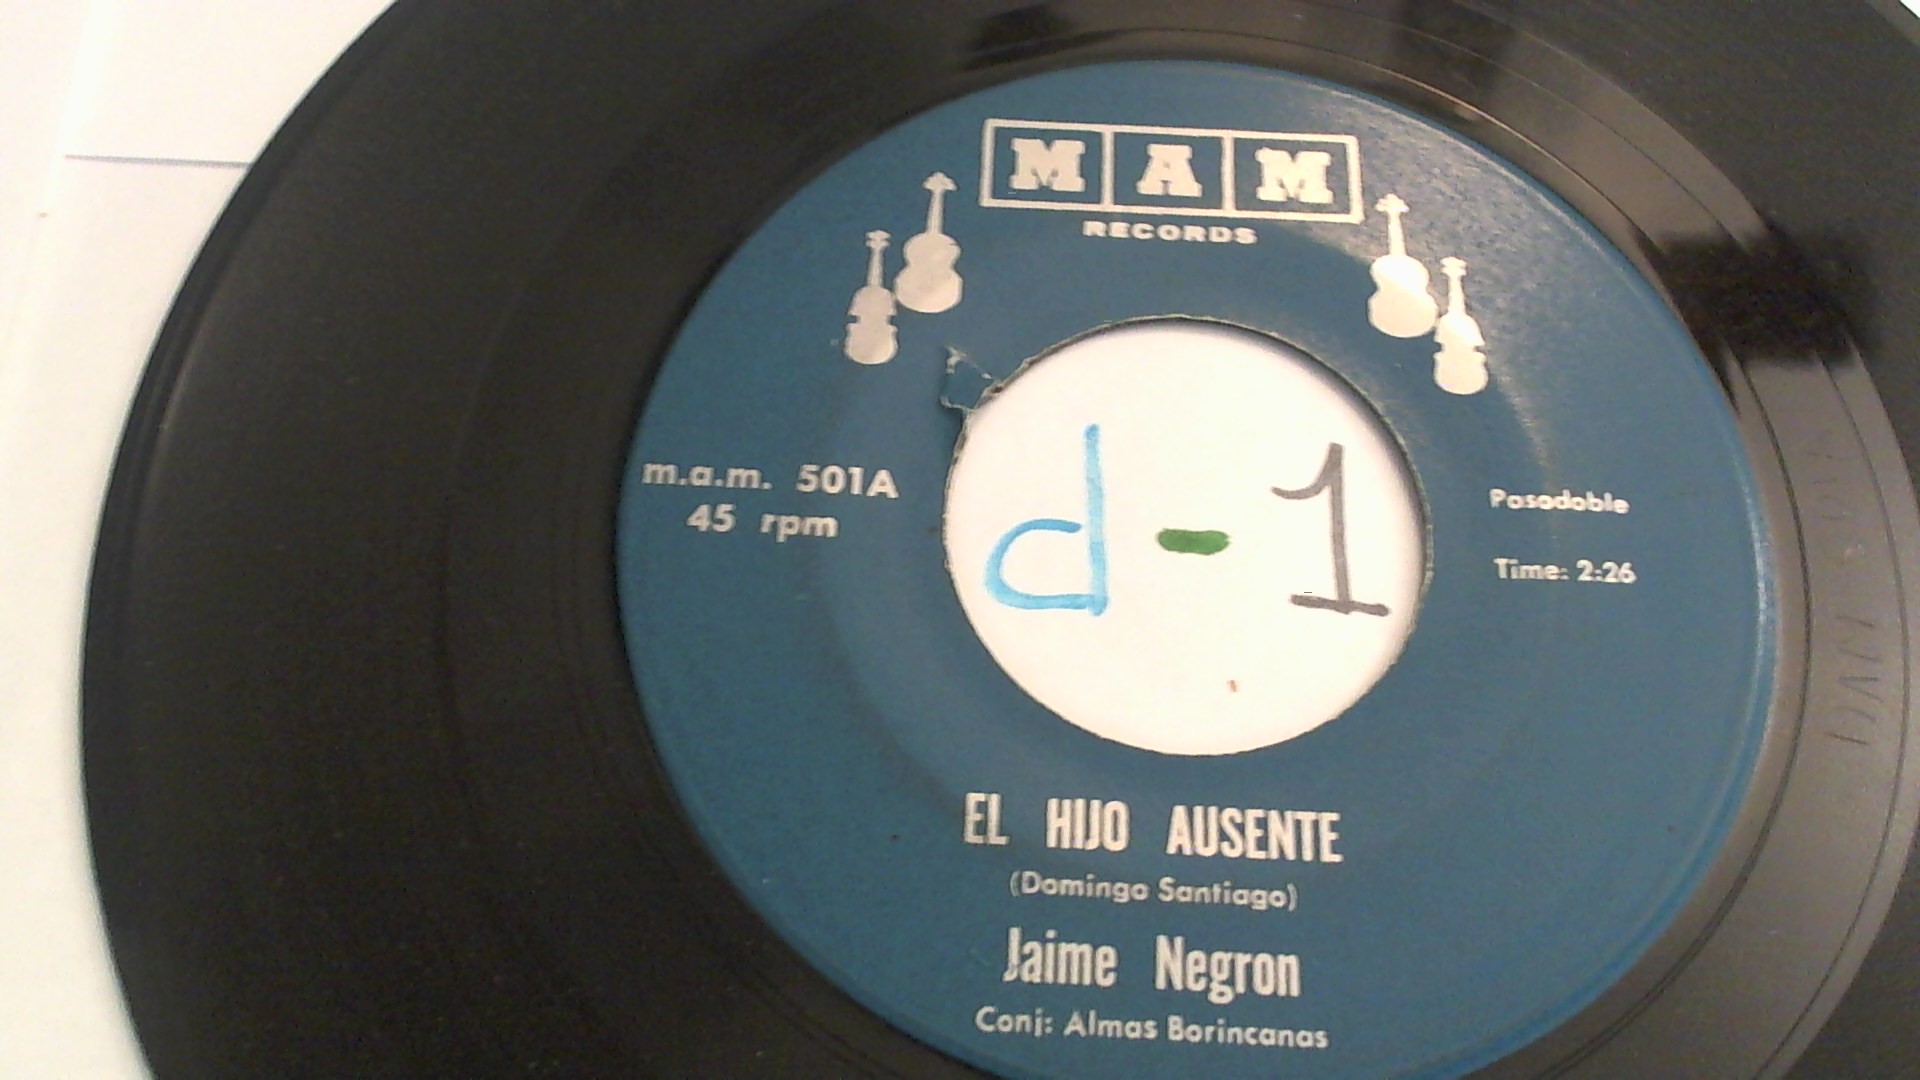 MAM
RECORDS
m.a.m. 501A
45 rpm
d-1
Pasodoble
Time: 2:26
EL HIJO AUSENTE
(Domingo Santiago)
Jaime Negron
Conj: Almas Borincanas